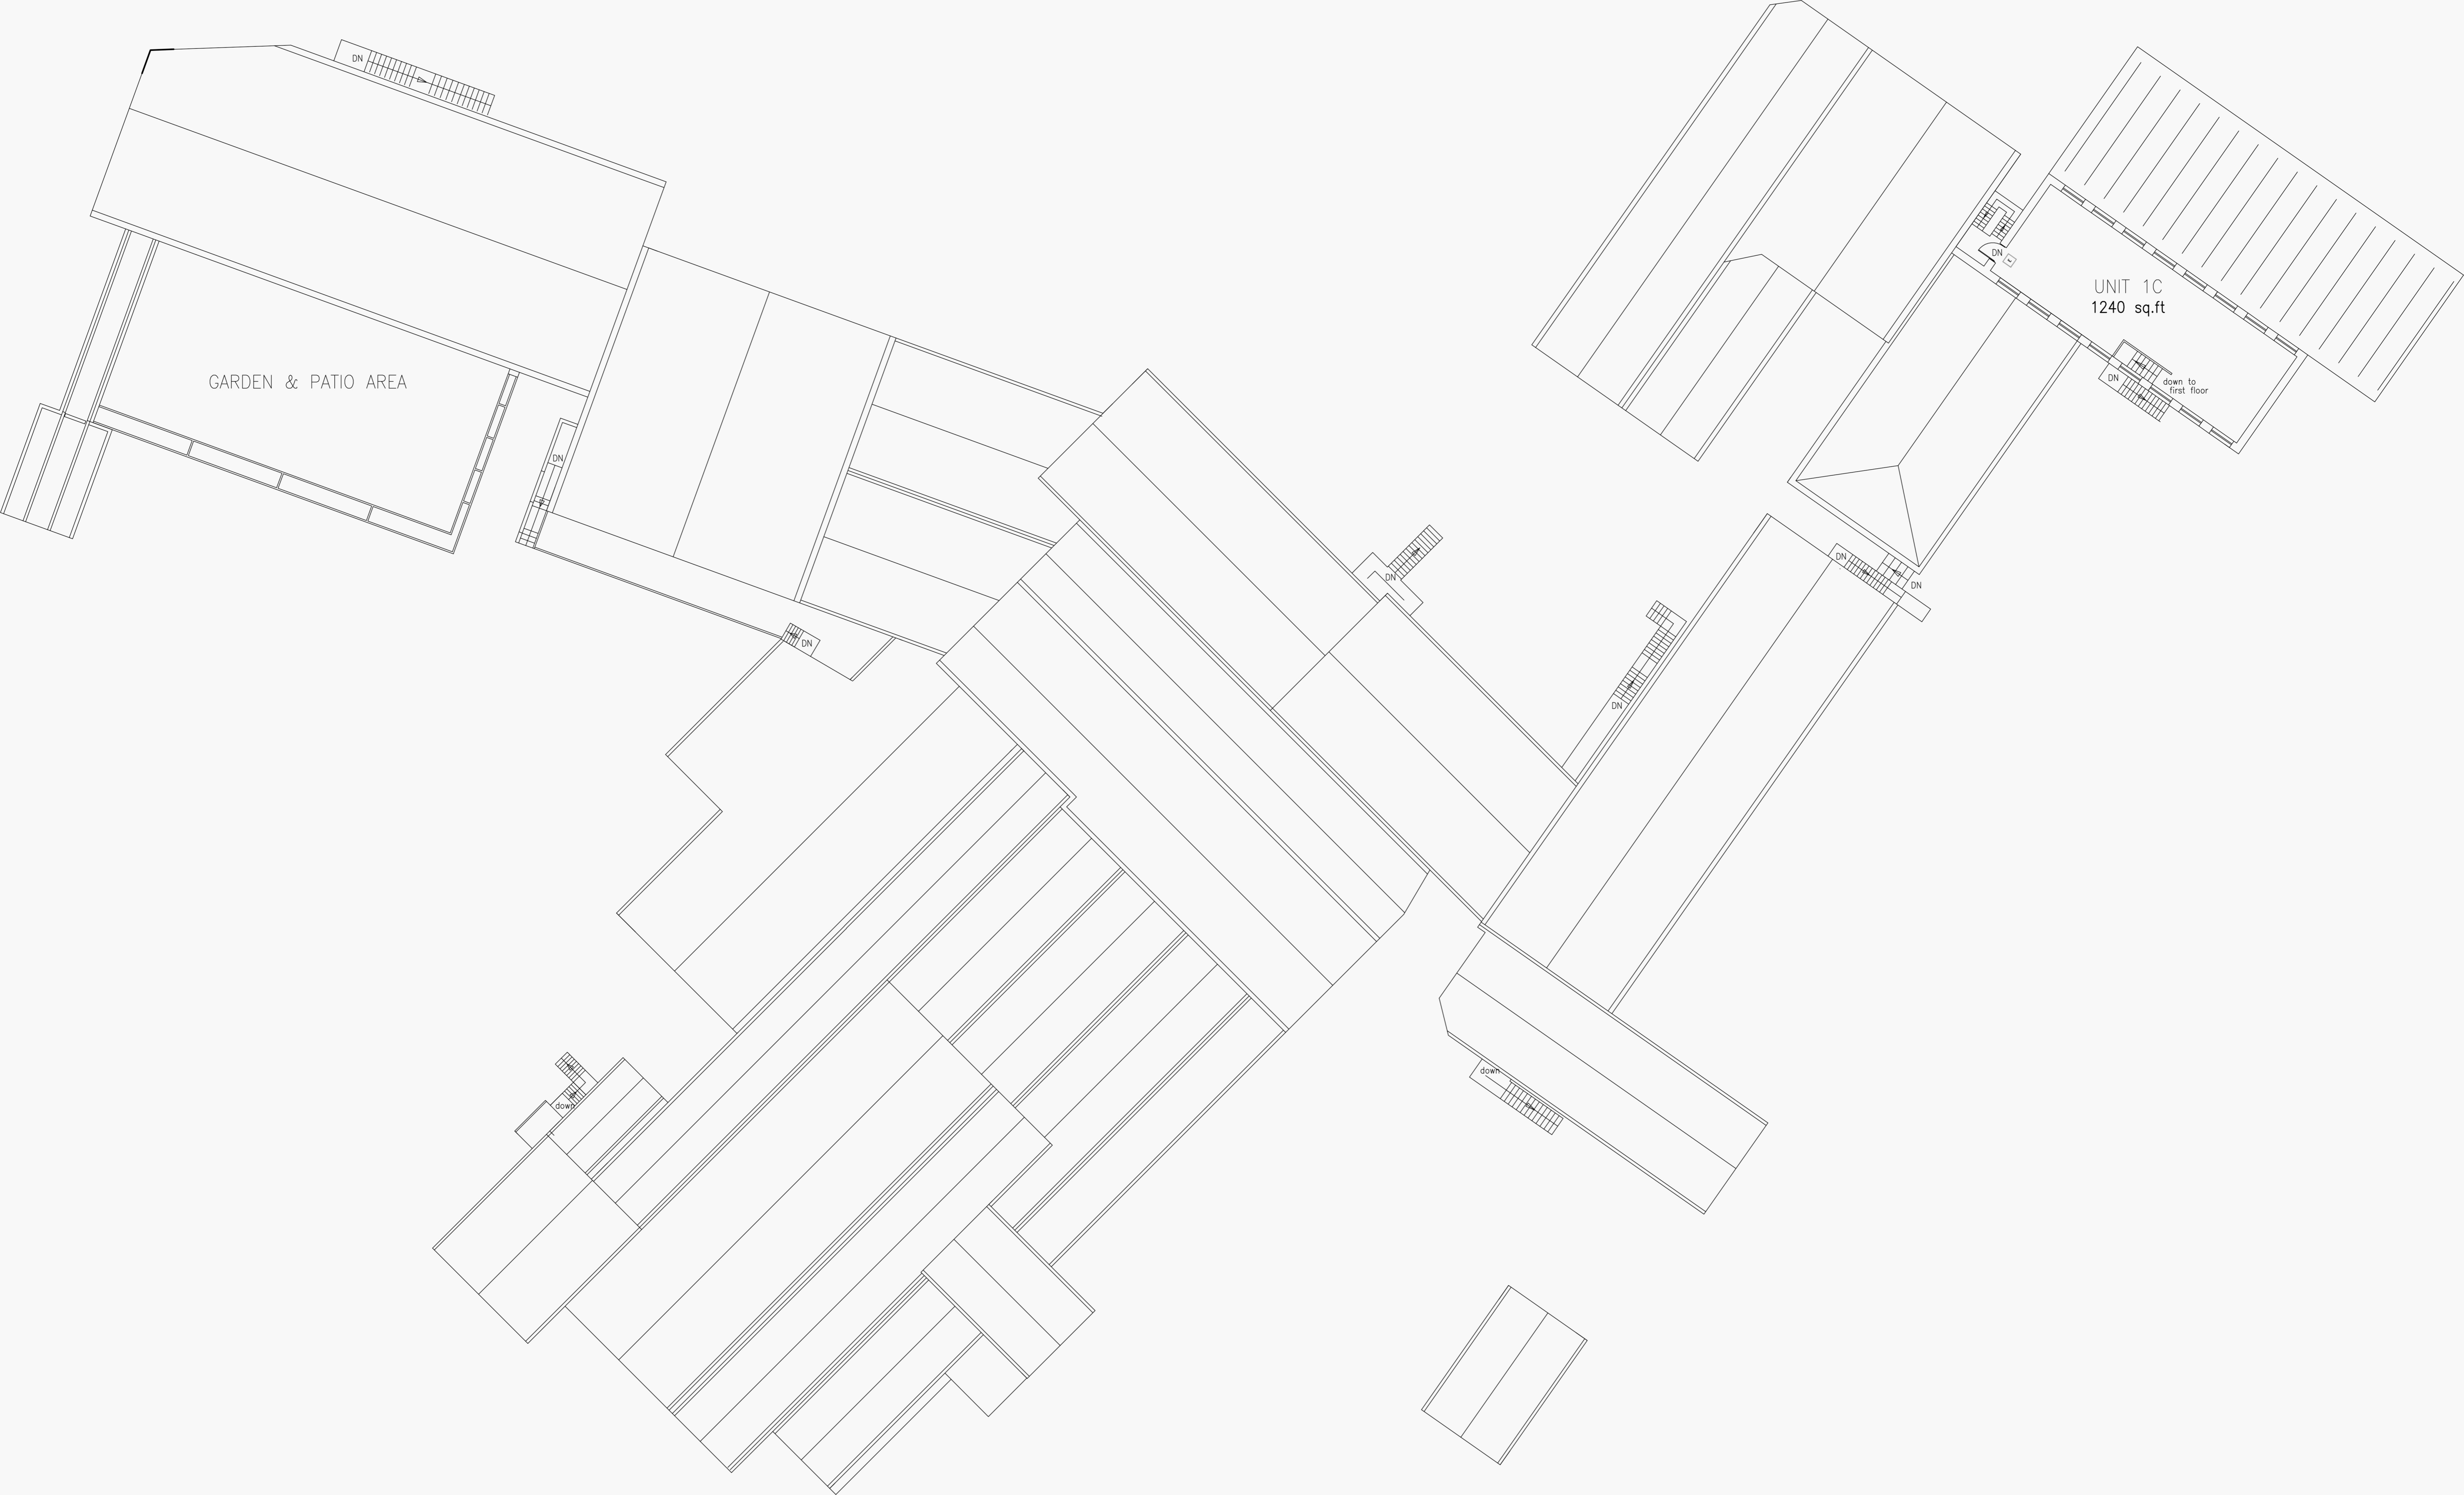 DN
DN
UNIT 1C
1240 sq.ft
GARDEN & PATIO AREA
DN
down to
first floor
DN
DN
DN
DN
DN
DN
down
down